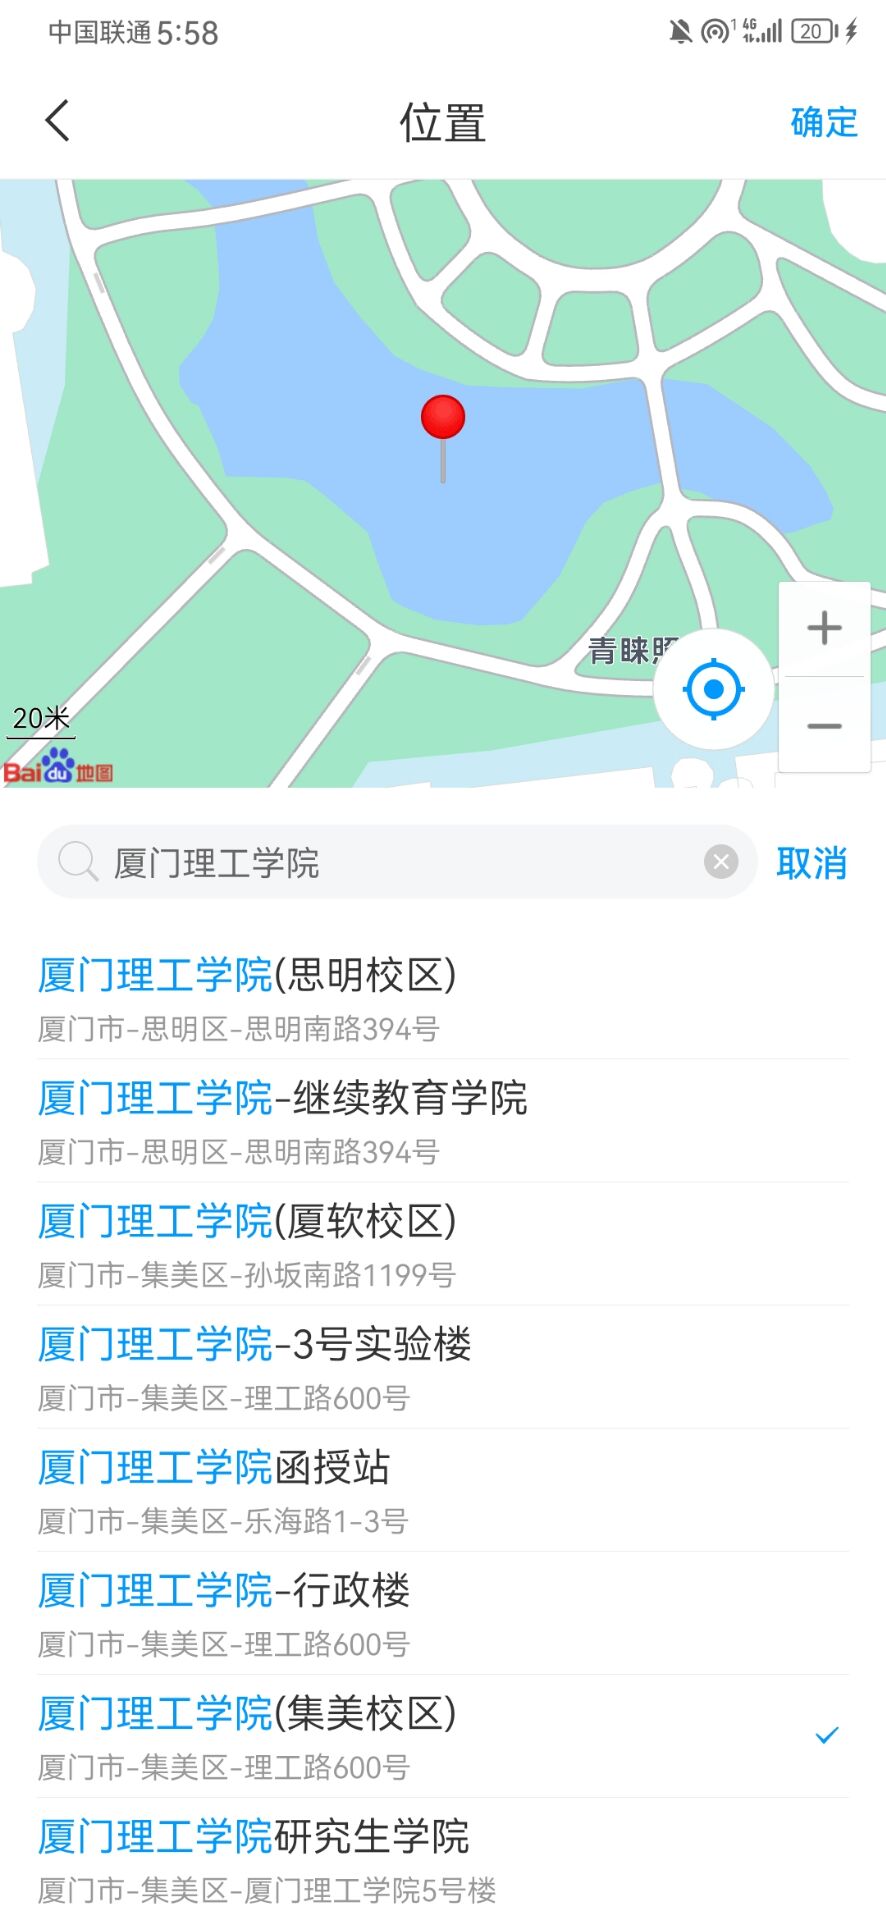 中国联通 5:58
1 4G 20
位置
确定
青睐照
20米
Bai du 地图
厦门理工学院
取消
厦门理工学院(思明校区)
厦门市-思明区-思明南路394号
厦门理工学院-继续教育学院
厦门市-思明区-思明南路394号
厦门理工学院(厦软校区)
厦门市-集美区-孙坂南路1199号
厦门理工学院-3号实验楼
厦门市-集美区-理工路600号
厦门理工学院函授站
厦门市-集美区-乐海路1-3号
厦门理工学院-行政楼
厦门市-集美区-理工路600号
厦门理工学院(集美校区)
厦门市-集美区-理工路600号
厦门理工学院研究生学院
厦门市-集美区-厦门理工学院5号楼